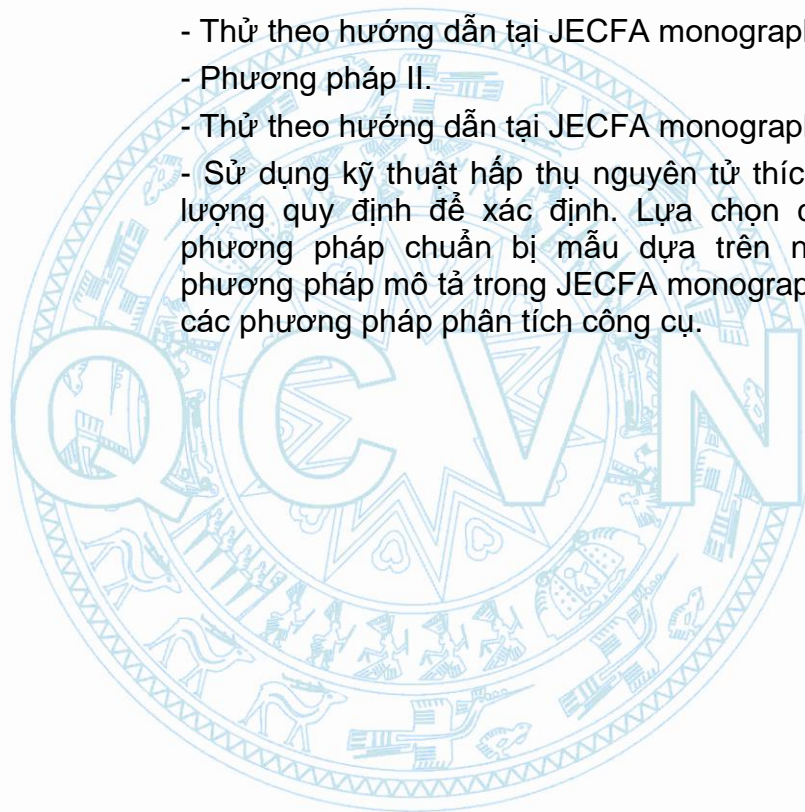 - Thử theo hướng dẫn tại JECFA monograph
- Phương pháp II.
- Thử theo hướng dẫn tại JECFA monograph
- Sử dụng kỹ thuật hấp thụ nguyên tử
lượng quy định để xác định. Lựa chọn
phương pháp chuẩn bị mẫu dựa trên
phương pháp mô tả trong JECFA monograph
các phương pháp phân tích công cụ.
QCVN